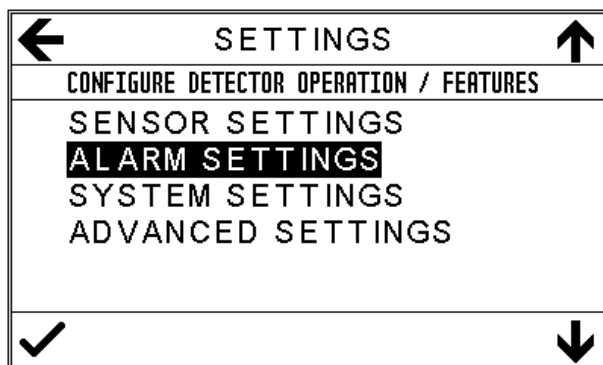 SETTINGS
CONFIGURE DETECTOR OPERATION / FEATURES
SENSOR SETTINGS
ALARM SETTINGS
SYSTEM SETTINGS
ADVANCED SETTINGS